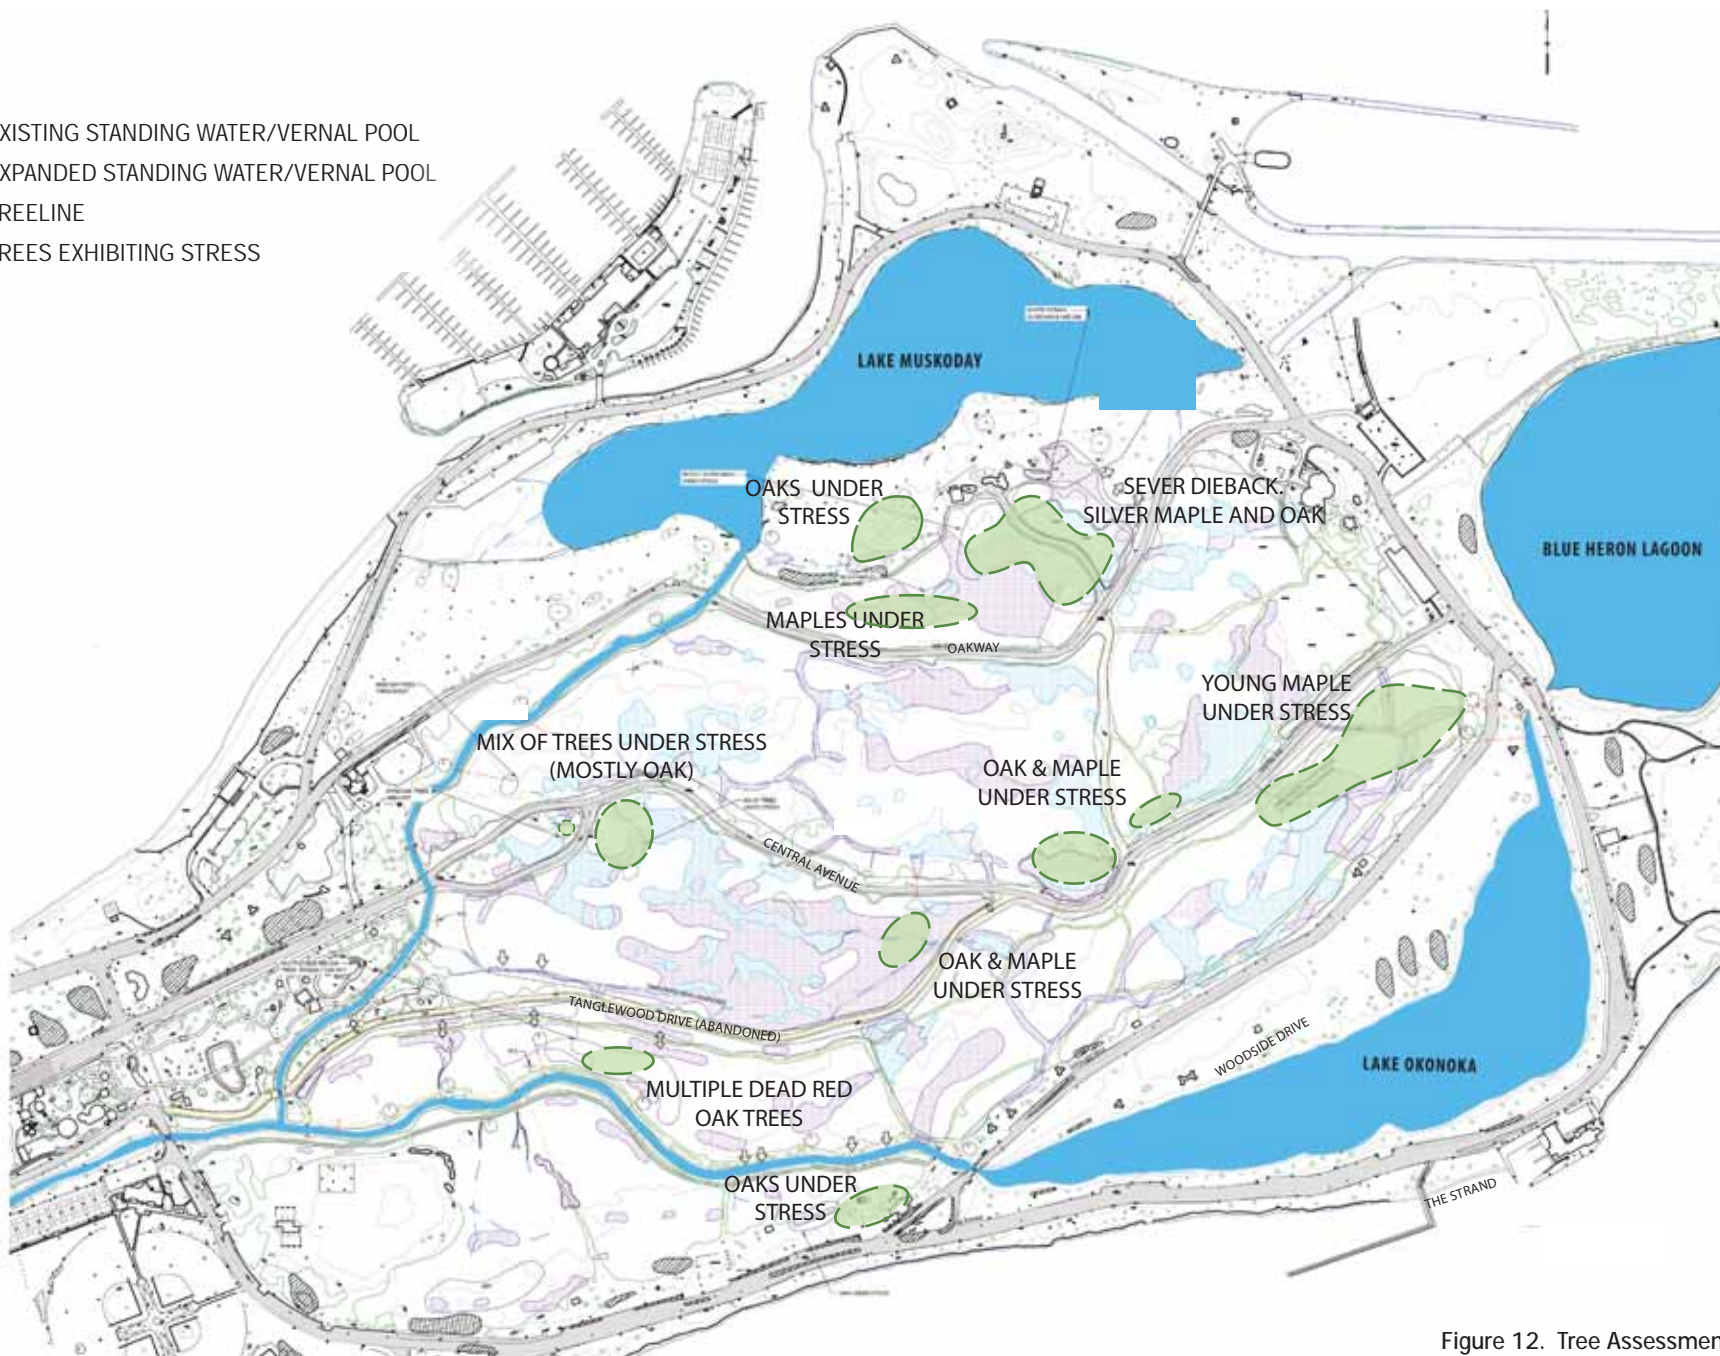 XISTING STANDING WATER/VERNAL POOL
XPANDED STANDING WATER/VERNAL POOL
REELINE
REES EXHIBITING STRESS
LAKE MUSKODAY
OAKS UNDER
STRESS
SEVER DIEBACK.
SILVER MAPLE AND OAK
BLUE HERON LAGOON
MAPLES UNDER
STRESS
OAKWAY
YOUNG MAPLE
UNDER STRESS
MIX OF TREES UNDER STRESS
(MOSTLY OAK)
OAK & MAPLE
UNDER STRESS
CENTRAL AVENUE
OAK & MAPLE
UNDER STRESS
TANGLEWOOD DRIVE (ABANDONED)
WOODSIDE DRIVE
LAKE OKONOKA
MULTIPLE DEAD RED
OAK TREES
OAKS UNDER
STRESS
THE STRAND
Figure 12. Tree Assessmen